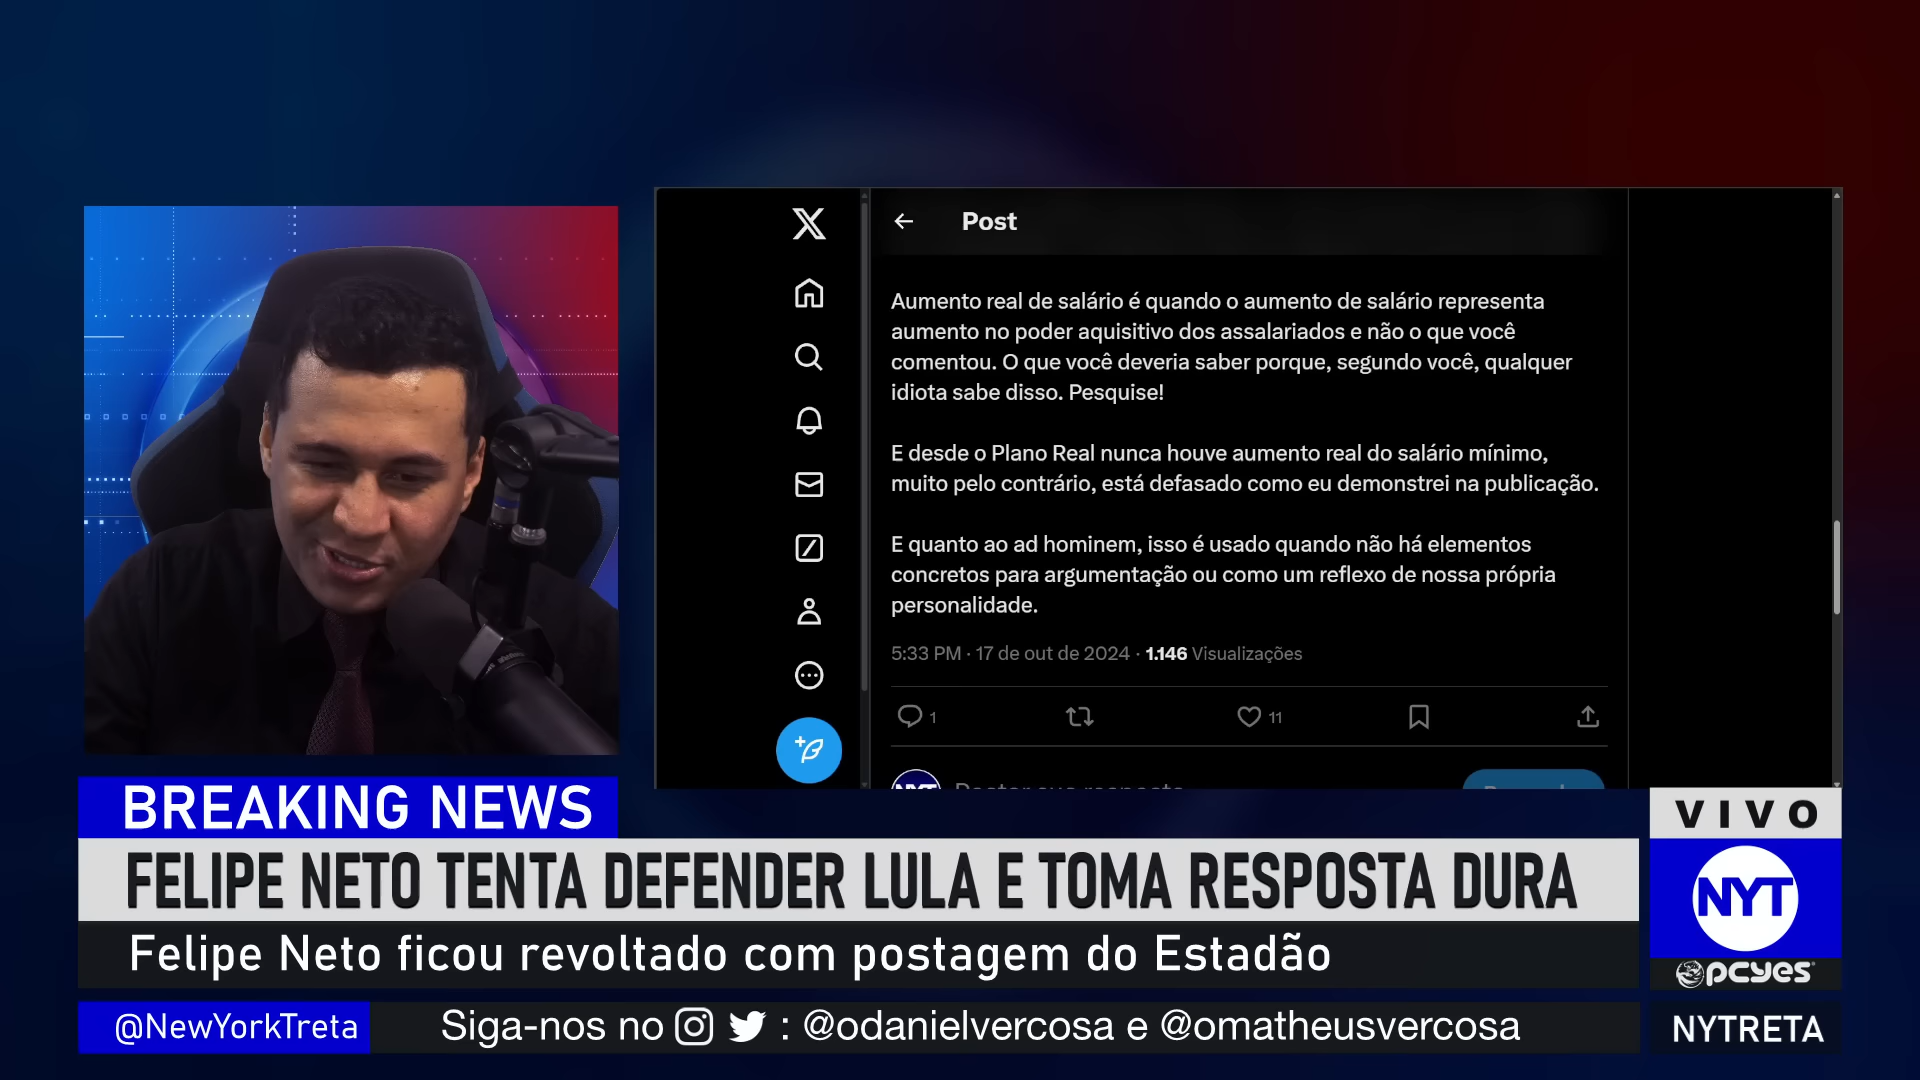 Post
Aumento real de salário é quando o aumento de salário representa
aumento no poder aquisitivo dos assalariados e não o que você
comentou. O que você deveria saber porque, segundo você, qualquer
idiota sabe disso. Pesquise!
E desde o Plano Real nunca houve aumento real do salário mínimo,
muito pelo contrário, está defasado como eu demonstrei na publicação.
E quanto ao ad hominem, isso é usado quando não há elementos
concretos para argumentação ou como um reflexo de nossa própria
personalidade.
5:33 PM · 17 de out de 2024 · 1.146 Visualizações
1 11
BREAKING NEWS
FELIPE NETO TENTA DEFENDER LULA E TOMA RESPOSTA DURA
Felipe Neto ficou revoltado com postagem do Estadão
@NewYorkTreta
Siga-nos no : @odanielvercosa e @omatheusvercosa
VIVO
NYT
pcyes
NYTRETA